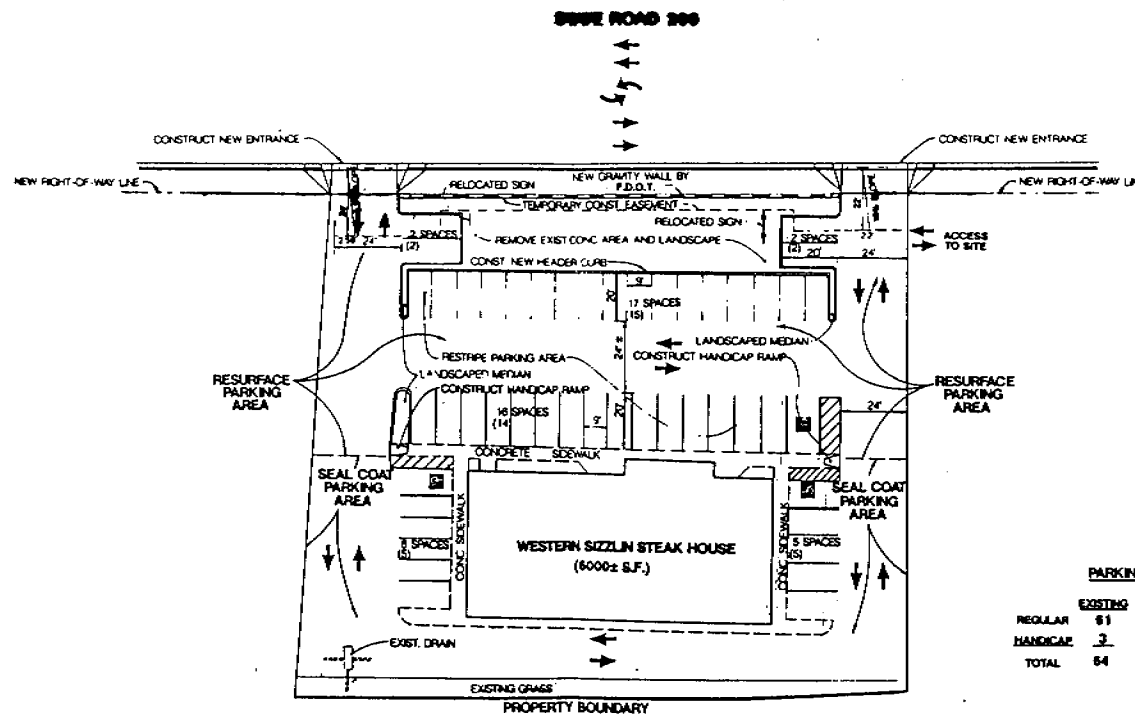 STATE ROAD 200
CONSTRUCT NEW ENTRANCE
CONSTRUCT NEW ENTRANCE
NEW RIGHT-OF-WAY LINE
NEW RIGHT-OF-WAY LI
NEW GRAVITY WALL BY
F.D.O.T.
RELOCATED SIGN
TEMPORARY CONST. EASEMENT
RELOCATED SIGN
22'
22'
ACCESS
TO SITE
24'
2 SPACES
(2)
REMOVE EXIST. CONC. AREA AND LANDSCAPE
2 SPACES
(2)
20'
24'
CONST. NEW HEADER CURB
9'
20'
17 SPACES
(15)
24'±
LANDSCAPED MEDIAN
RESTRIPE PARKING AREA
CONSTRUCT HANDICAP RAMP
LANDSCAPED MEDIAN
CONSTRUCT HANDICAP RAMP
RESURFACE
PARKING
AREA
RESURFACE
PARKING
AREA
16 SPACES
(14)
9'
20'
24'
CONCRETE SIDEWALK
SEAL COAT
PARKING
AREA
SEAL COAT
PARKING
AREA
SPACES
(5)
CONC. SIDEWALK
WESTERN SIZZLIN STEAK HOUSE
(6000± S.F.)
CONC. SIDEWALK
5 SPACES
(5)
EXIST. DRAIN
EXISTING GRASS
PROPERTY BOUNDARY
PARKIN
EXISTING
REGULAR 61
HANDICAP 3
TOTAL 64